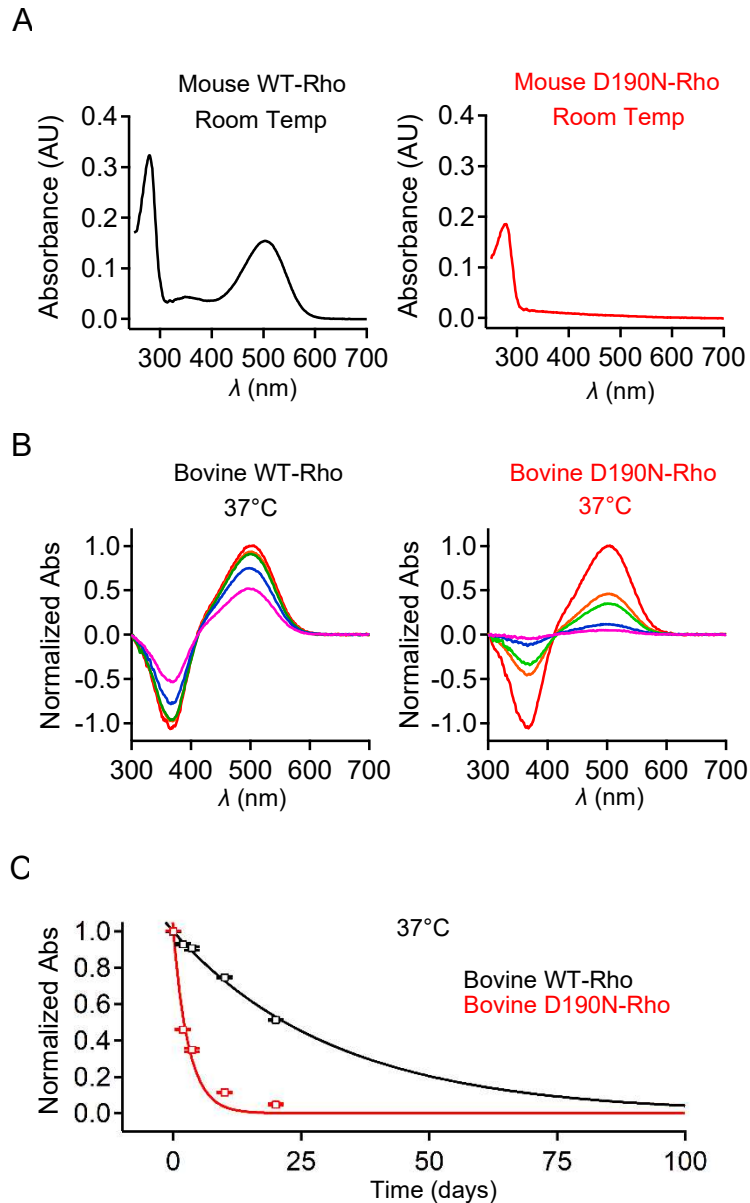 A
Mouse WT-Rho
Room Temp
Absorbance (AU)
0.4
0.3
0.2
0.1
0.0
300 400 500 600 700
λ (nm)
Mouse D190N-Rho
Room Temp
Absorbance (AU)
0.4
0.3
0.2
0.1
0.0
300 400 500 600 700
λ (nm)
B
Bovine WT-Rho
37°C
Normalized Abs
1.0
0.5
0.0
-0.5
-1.0
300 400 500 600 700
λ (nm)
Bovine D190N-Rho
37°C
Normalized Abs
1.0
0.5
0.0
-0.5
-1.0
300 400 500 600 700
λ (nm)
C
37°C
Bovine WT-Rho
Bovine D190N-Rho
Normalized Abs
1.0
0.8
0.6
0.4
0.2
0.0
0 25 50 75 100
Time (days)